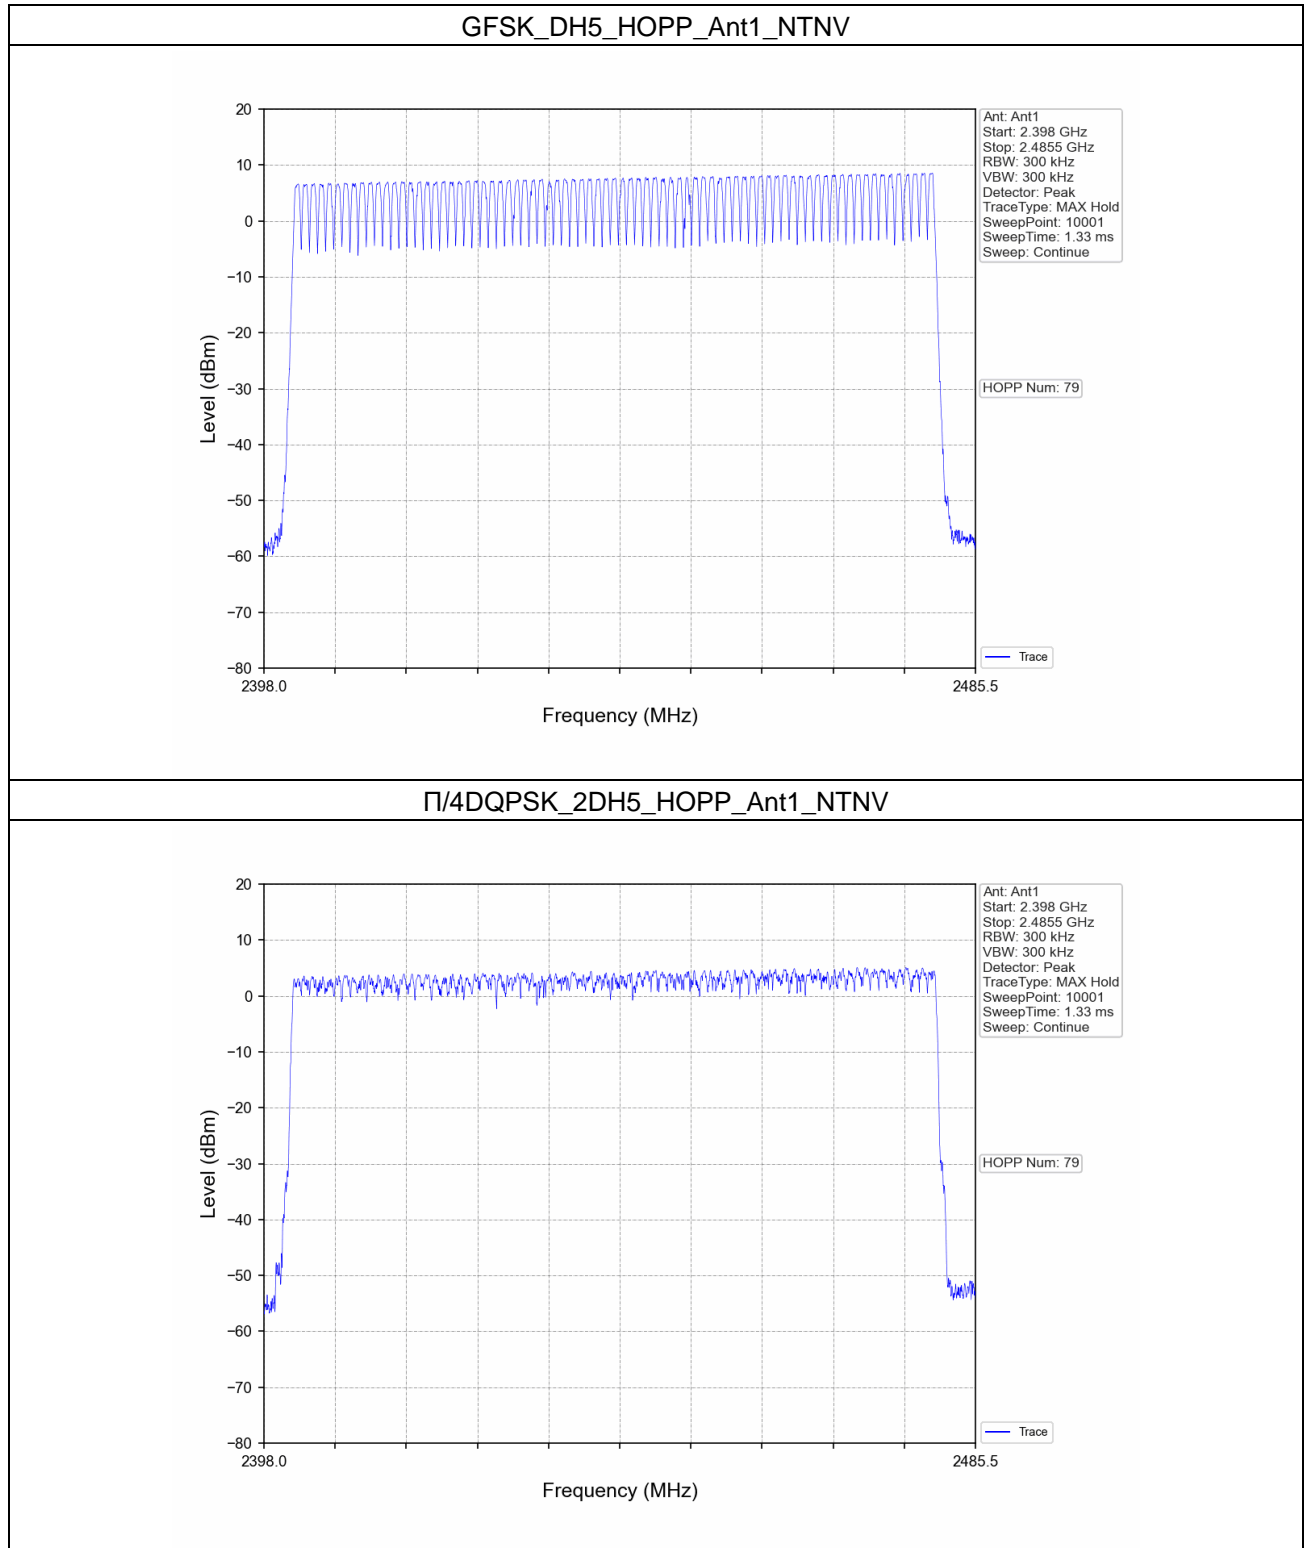 GFSK_DH5_HOPP_Ant1_NTNV
20
10
0
−10
−20
−30
−40
−50
−60
−70
−80
Level (dBm)
2398.0
2485.5
Frequency (MHz)
Ant: Ant1
Start: 2.398 GHz
Stop: 2.4855 GHz
RBW: 300 kHz
VBW: 300 kHz
Detector: Peak
TraceType: MAX Hold
SweepPoint: 10001
SweepTime: 1.33 ms
Sweep: Continue
HOPP Num: 79
Trace
Π/4DQPSK_2DH5_HOPP_Ant1_NTNV
20
10
0
−10
−20
−30
−40
−50
−60
−70
−80
Level (dBm)
2398.0
2485.5
Frequency (MHz)
Ant: Ant1
Start: 2.398 GHz
Stop: 2.4855 GHz
RBW: 300 kHz
VBW: 300 kHz
Detector: Peak
TraceType: MAX Hold
SweepPoint: 10001
SweepTime: 1.33 ms
Sweep: Continue
HOPP Num: 79
Trace